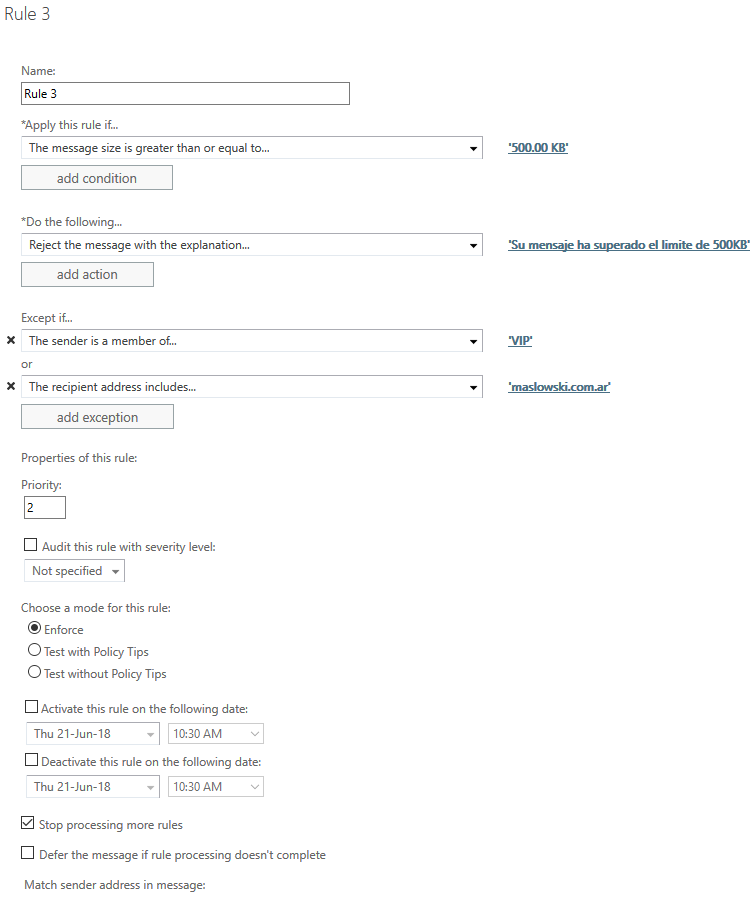 Rule 3
Name:
Rule 3
*Apply this rule if...
The message size is greater than or equal to... '500.00 KB'
add condition
*Do the following...
Reject the message with the explanation... 'Su mensaje ha superado el limite de 500KB'
add action
Except if...
The sender is a member of... 'VIP'
or
The recipient address includes... 'maslowski.com.ar'
add exception
Properties of this rule:
Priority:
2
Audit this rule with severity level:
Not specified
Choose a mode for this rule:
Enforce
Test with Policy Tips
Test without Policy Tips
Activate this rule on the following date:
Thu 21-Jun-18 10:30 AM
Deactivate this rule on the following date:
Thu 21-Jun-18 10:30 AM
Stop processing more rules
Defer the message if rule processing doesn't complete
Match sender address in message: